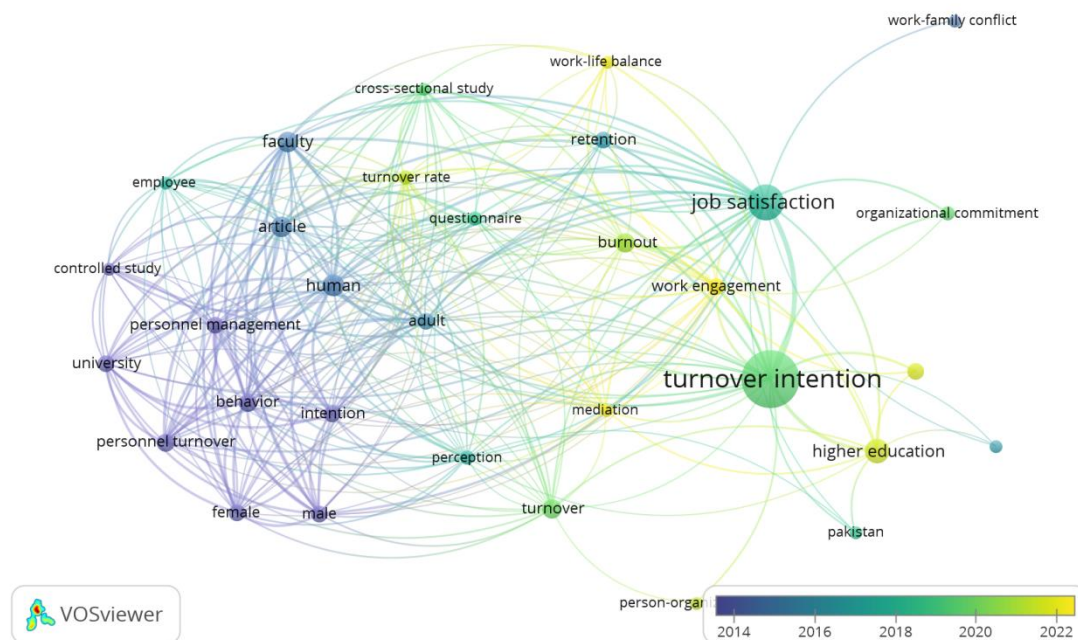 work-family conflict
work-life balance
cross-sectional study
faculty
retention
turnover rate
employee
job satisfaction
questionnaire
organizational commitment
article
burnout
controlled study
human
work engagement
personnel management
adult
university
turnover intention
behavior
intention
mediation
personnel turnover
higher education
perception
turnover
female
male
pakistan
person-organi
VOSviewer
2014 2016 2018 2020 2022